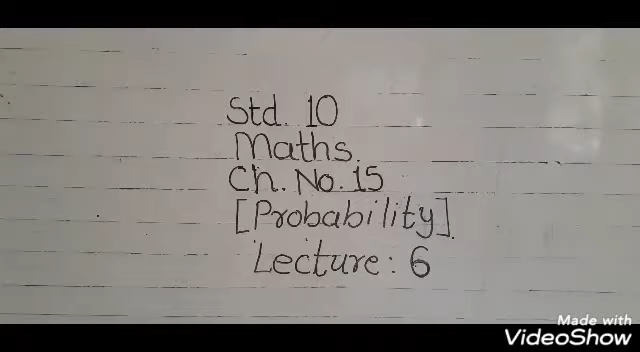 Std. 10
Maths.
Ch. No. 15
[Probability].
Lecture : 6
Made with
VideoShow